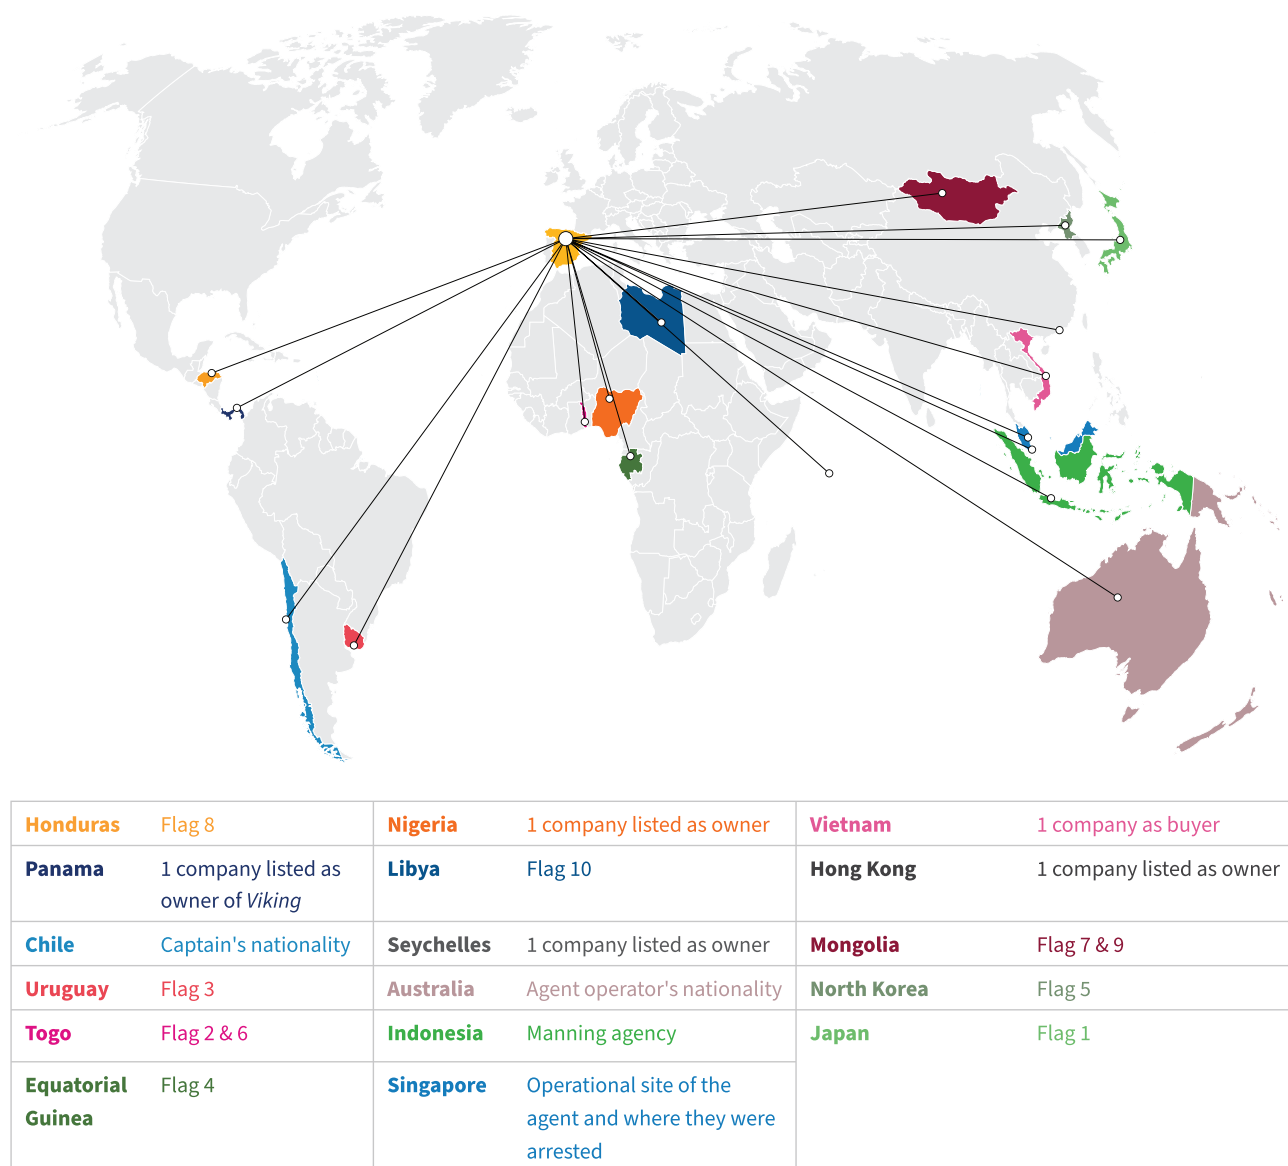 Honduras Flag 8
Panama 1 company listed as
owner of Viking
Chile Captain's nationality
Uruguay Flag 3
Togo Flag 2 & 6
Equatorial Flag 4
Guinea
Nigeria 1 company listed as owner
Libya Flag 10
Seychelles 1 company listed as owner
Australia Agent operator's nationality
Indonesia Manning agency
Singapore Operational site of the
agent and where they were
arrested
Vietnam 1 company as buyer
Hong Kong 1 company listed as owner
Mongolia Flag 7 & 9
North Korea Flag 5
Japan Flag 1